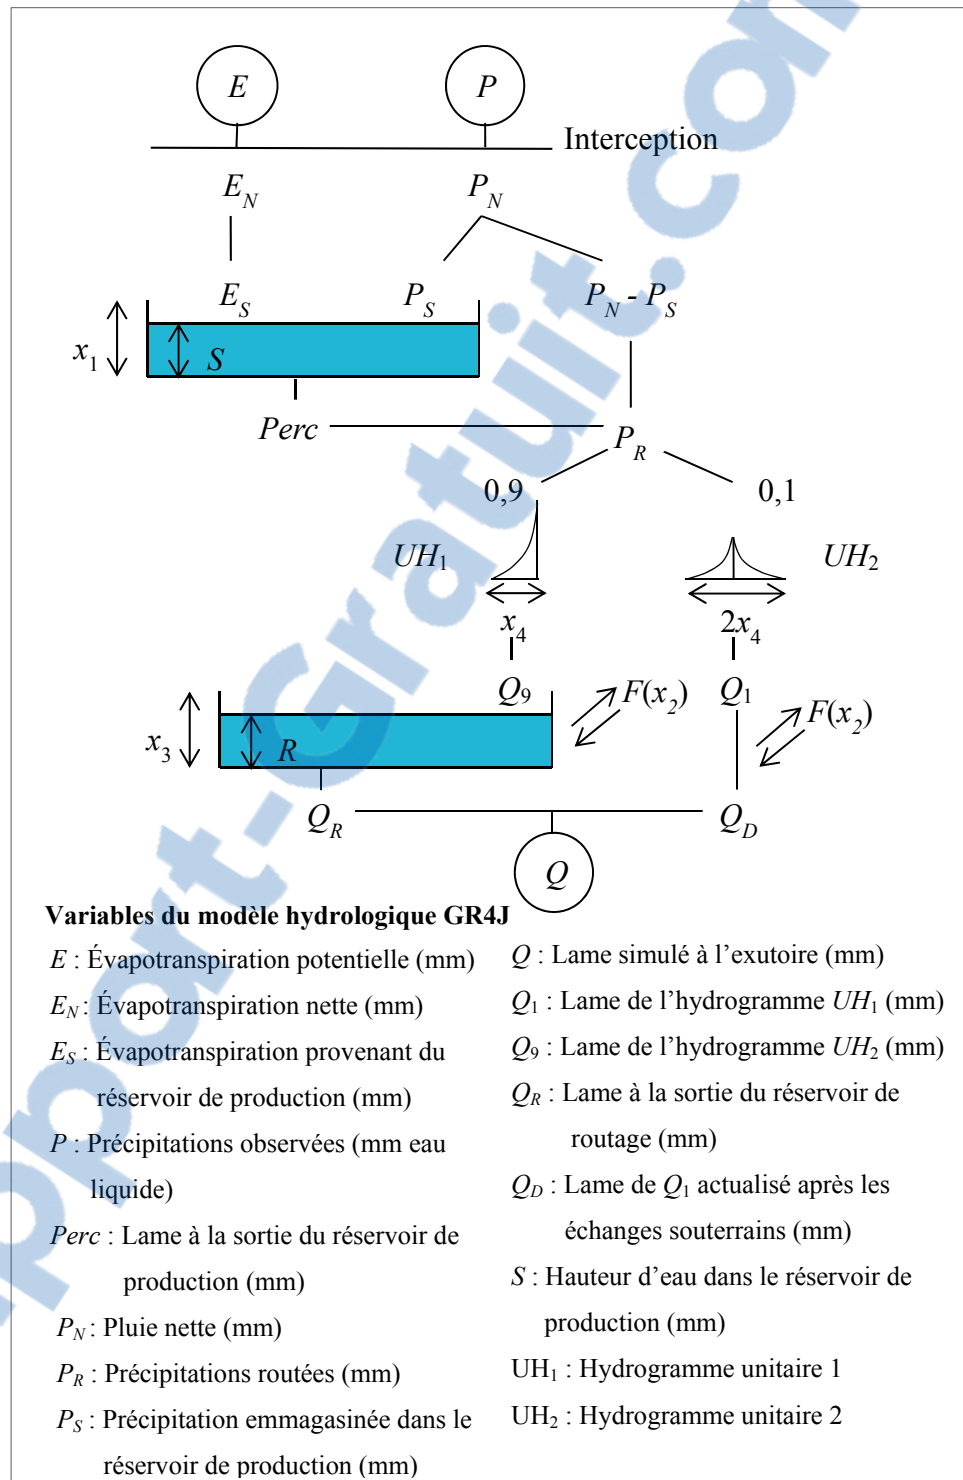 E
P
Interception
E_N
P_N
E_S
P_S
P_N - P_S
x_1
S
Perc
P_R
0,9
0,1
UH_1
UH_2
x_4
2x_4
Q_9
F(x_2)
Q_1
F(x_2)
x_3
R
Q_R
Q_D
Q
Variables du modèle hydrologique GR4J
E : Évapotranspiration potentielle (mm)
E_N : Évapotranspiration nette (mm)
E_S : Évapotranspiration provenant du
réservoir de production (mm)
P : Précipitations observées (mm eau
liquide)
Perc : Lame à la sortie du réservoir de
production (mm)
P_N : Pluie nette (mm)
P_R : Précipitations routées (mm)
P_S : Précipitation emmagasinée dans le
réservoir de production (mm)
Q : Lame simulé à l'exutoire (mm)
Q_1 : Lame de l'hydrogramme UH_1 (mm)
Q_9 : Lame de l'hydrogramme UH_2 (mm)
Q_R : Lame à la sortie du réservoir de
routage (mm)
Q_D : Lame de Q_1 actualisé après les
échanges souterrains (mm)
S : Hauteur d'eau dans le réservoir de
production (mm)
UH_1 : Hydrogramme unitaire 1
UH_2 : Hydrogramme unitaire 2
pport-Gratuit.com